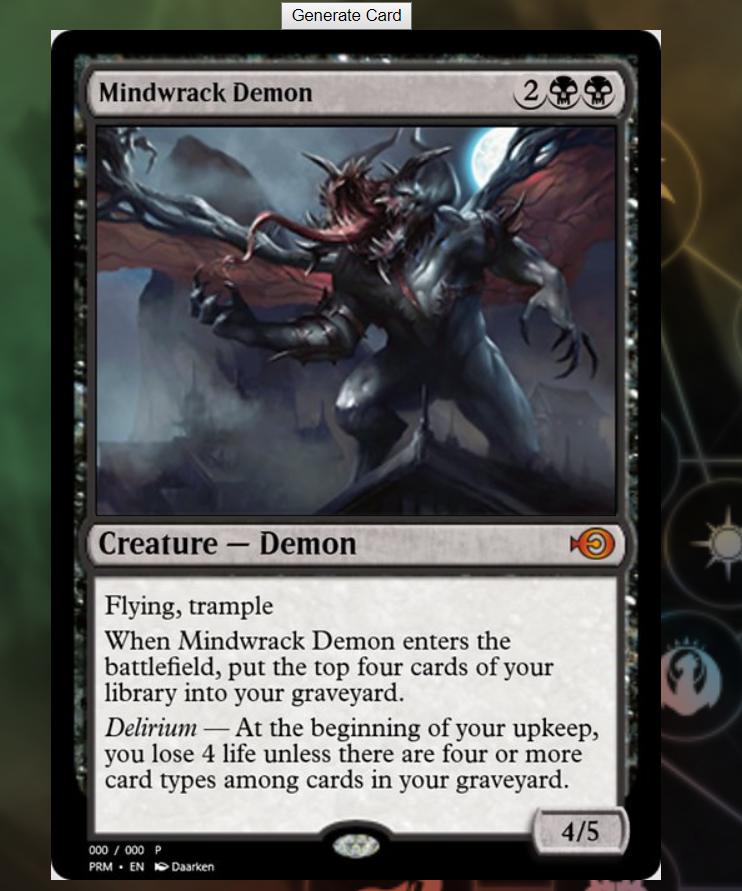 Generate Card
Mindwrack Demon 2
Creature — Demon
Flying, trample
When Mindwrack Demon enters the
battlefield, put the top four cards of your
library into your graveyard.
Delirium — At the beginning of your upkeep,
you lose 4 life unless there are four or more
card types among cards in your graveyard.
4/5
000 / 000 P
PRM • EN Daarken